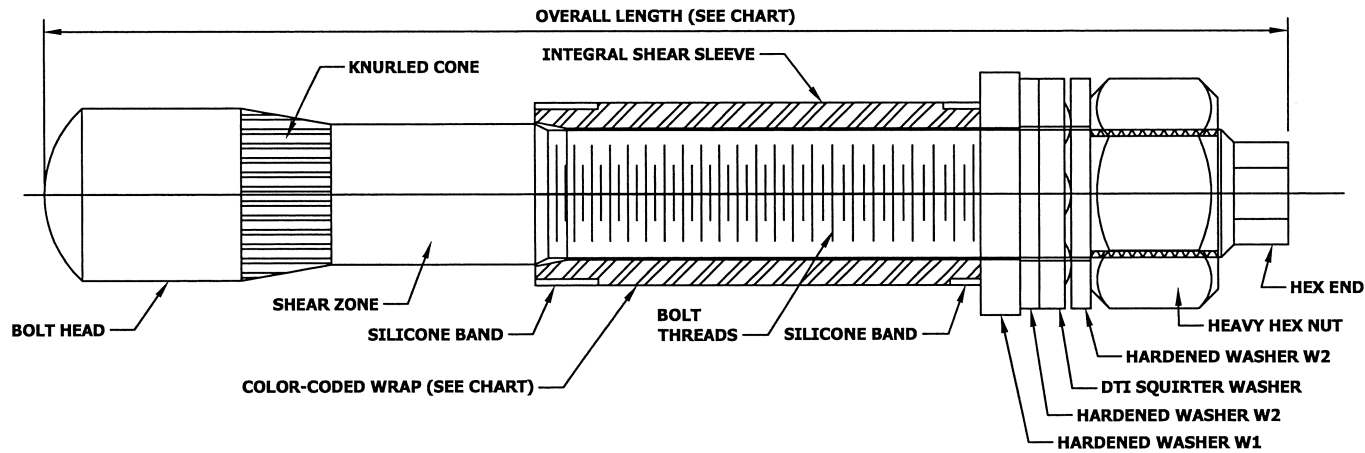 OVERALL LENGTH (SEE CHART)
KNURLED CONE
INTEGRAL SHEAR SLEEVE
BOLT HEAD
SHEAR ZONE
SILICONE BAND
BOLT
THREADS
SILICONE BAND
HEX END
HEAVY HEX NUT
HARDENED WASHER W2
COLOR-CODED WRAP (SEE CHART)
DTI SQUIRTER WASHER
HARDENED WASHER W2
HARDENED WASHER W1